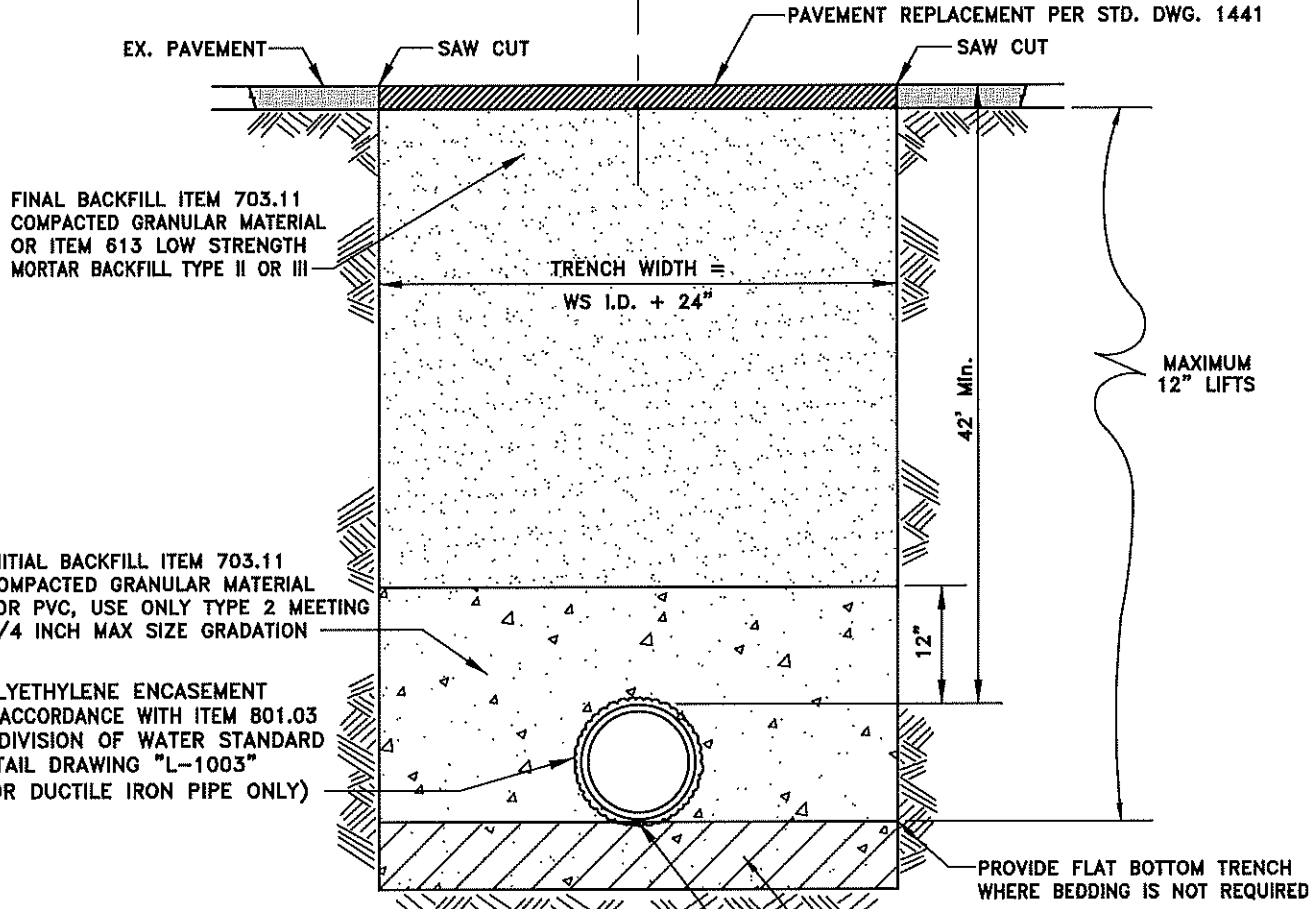 PAVEMENT REPLACEMENT PER STD. DWG. 1441
EX. PAVEMENT
SAW CUT
SAW CUT
FINAL BACKFILL ITEM 703.11
COMPACTED GRANULAR MATERIAL
OR ITEM 613 LOW STRENGTH
MORTAR BACKFILL TYPE II OR III
TRENCH WIDTH =
WS I.D. + 24"
42' Min.
MAXIMUM
12" LIFTS
NITIAL BACKFILL ITEM 703.11
OMPACTED GRANULAR MATERIAL
OR PVC, USE ONLY TYPE 2 MEETING
/4 INCH MAX SIZE GRADATION
12"
LYETHYLENE ENCASEMENT
ACCORDANCE WITH ITEM 801.03
DIVISION OF WATER STANDARD
TAIL DRAWING "L-1003"
OR DUCTILE IRON PIPE ONLY)
PROVIDE FLAT BOTTOM TRENCH
WHERE BEDDING IS NOT REQUIRED